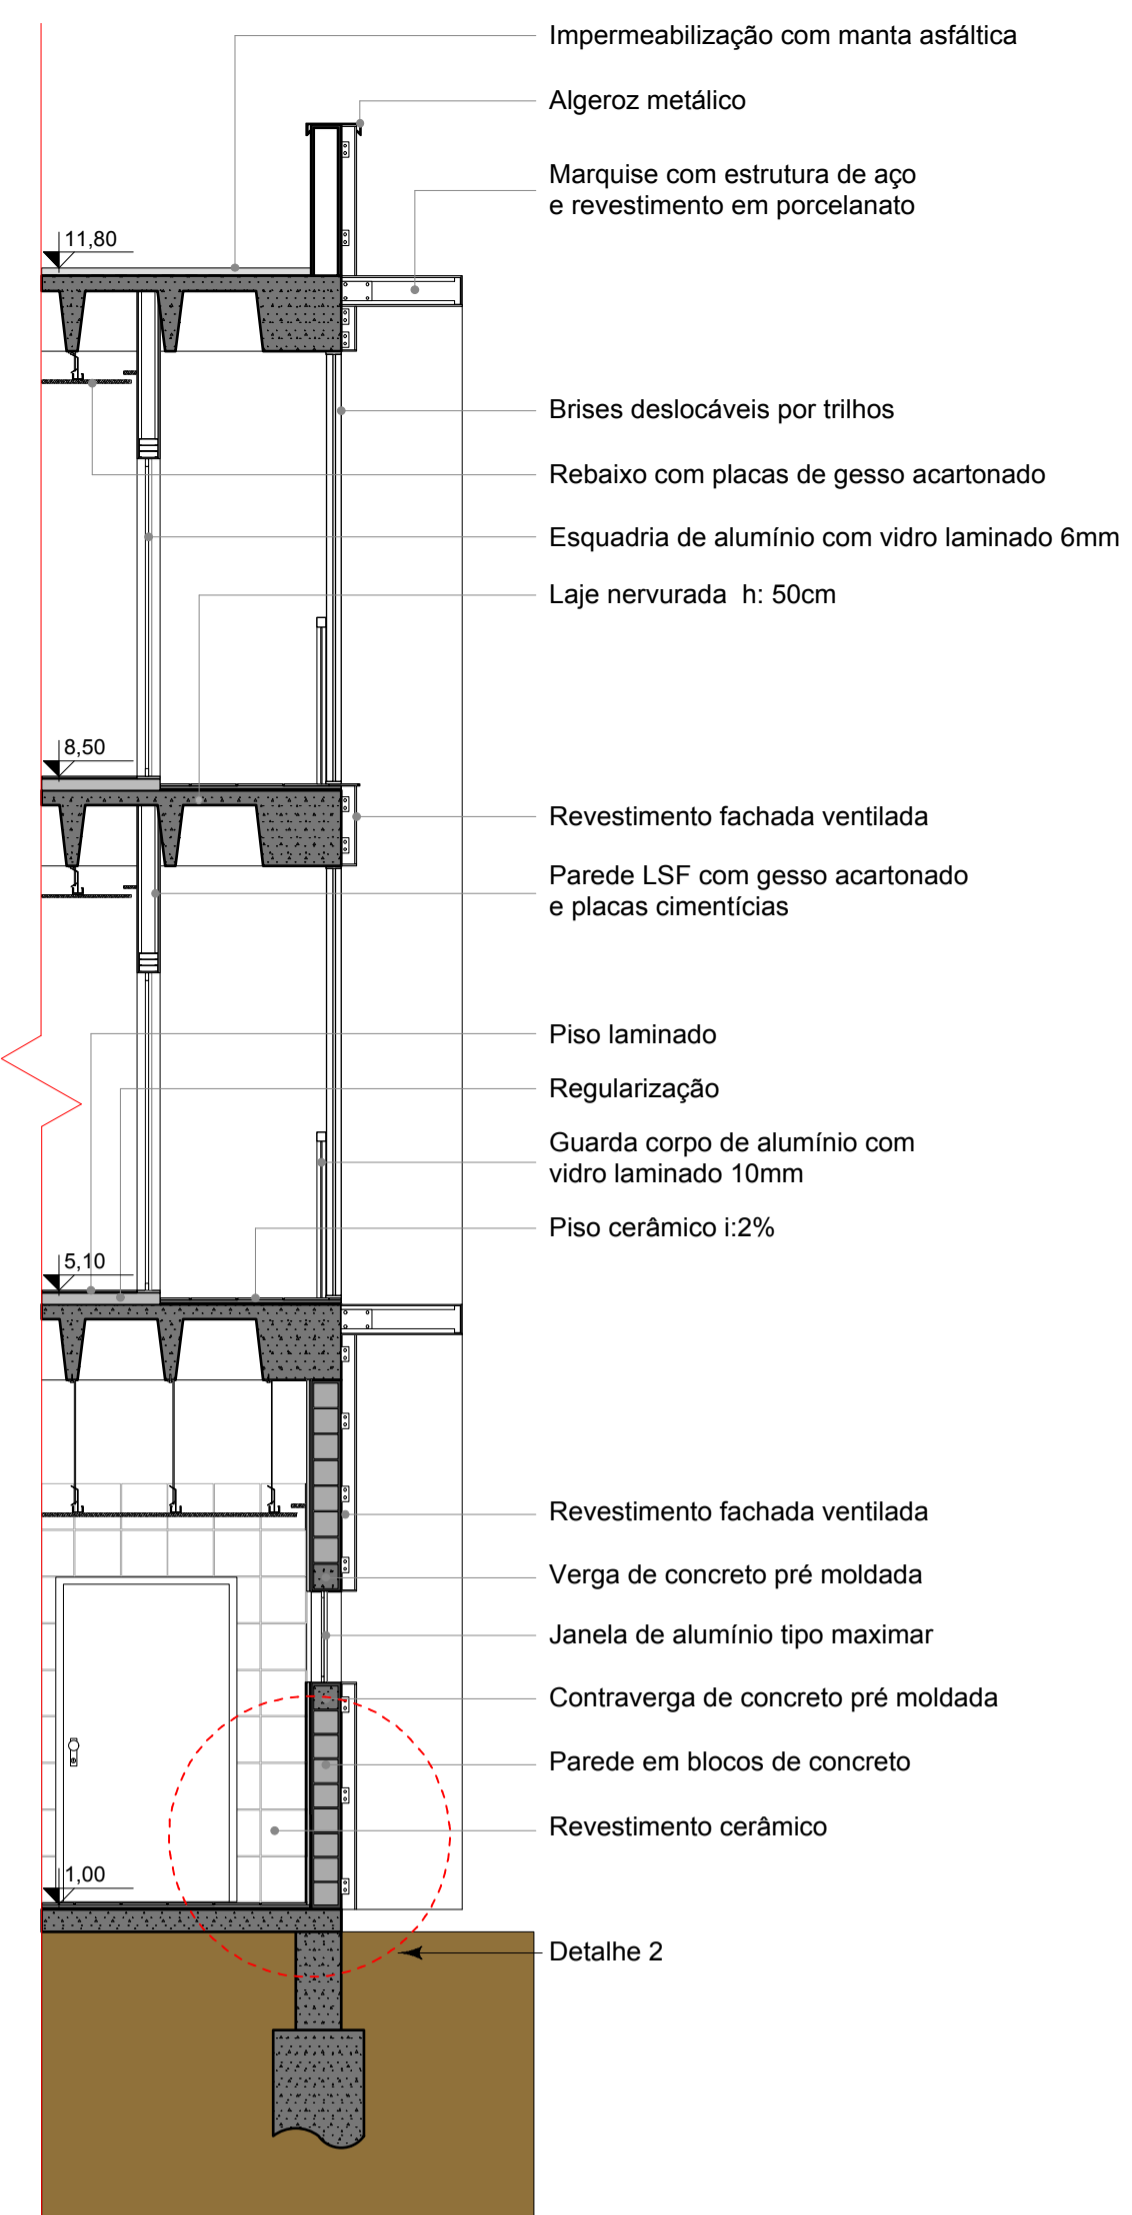 Impermeabilização com manta asfáltica
Algeroz metálico
Marquise com estrutura de aço
e revestimento em porcelanato
11,80
Brises deslocáveis por trilhos
Rebaixo com placas de gesso acartonado
Esquadria de alumínio com vidro laminado 6mm
Laje nervurada  h: 50cm
8,50
Revestimento fachada ventilada
Parede LSF com gesso acartonado
e placas cimentícias
Piso laminado
Regularização
Guarda corpo de alumínio com
vidro laminado 10mm
Piso cerâmico i:2%
5,10
Revestimento fachada ventilada
Verga de concreto pré moldada
Janela de alumínio tipo maximar
Contraverga de concreto pré moldada
Parede em blocos de concreto
Revestimento cerâmico
1,00
Detalhe 2